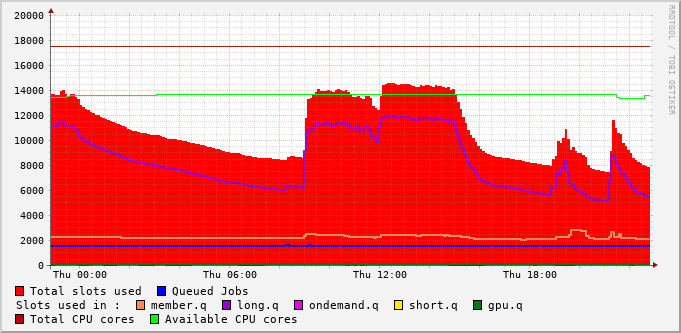 20000
18000
16000
14000
12000
10000
8000
6000
4000
2000
0
Thu 00:00 Thu 06:00 Thu 12:00 Thu 18:00
RRDTOOL / TOBI OETIKER
Total slots used Queued Jobs
Slots used in : member.q long.q ondemand.q short.q gpu.q
Total CPU cores Available CPU cores